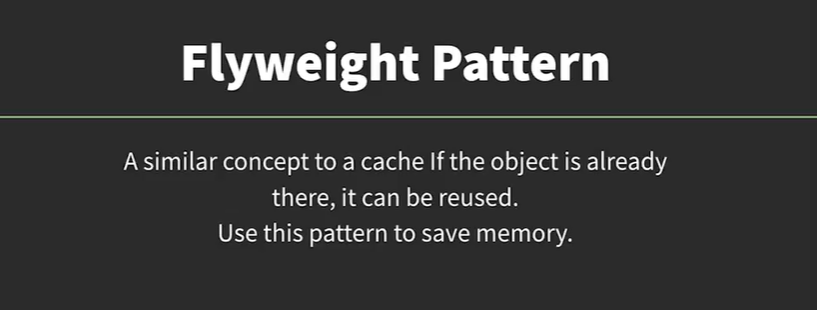 Flyweight Pattern
A similar concept to a cache If the object is already
there, it can be reused.
Use this pattern to save memory.